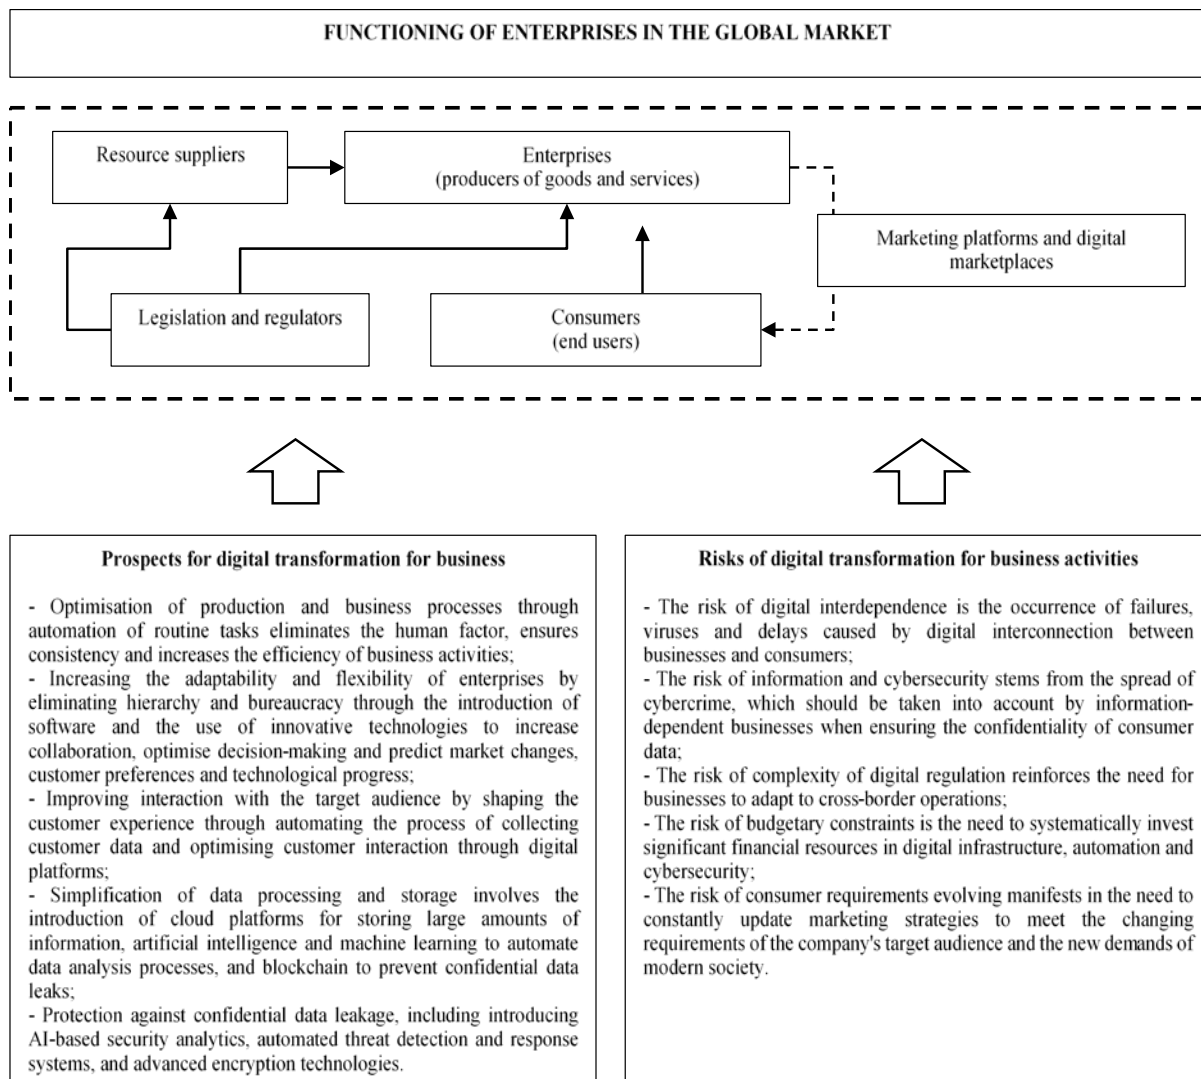 FUNCTIONING OF ENTERPRISES IN THE GLOBAL MARKET
Resource suppliers
Enterprises
(producers of goods and services)
Marketing platforms and digital
marketplaces
Legislation and regulators
Consumers
(end users)
Prospects for digital transformation for business
- Optimisation of production and business processes through
automation of routine tasks eliminates the human factor, ensures
consistency and increases the efficiency of business activities;
- Increasing the adaptability and flexibility of enterprises by
eliminating hierarchy and bureaucracy through the introduction of
software and the use of innovative technologies to increase
collaboration, optimise decision-making and predict market changes,
customer preferences and technological progress;
- Improving interaction with the target audience by shaping the
customer experience through automating the process of collecting
customer data and optimising customer interaction through digital
platforms;
- Simplification of data processing and storage involves the
introduction of cloud platforms for storing large amounts of
information, artificial intelligence and machine learning to automate
data analysis processes, and blockchain to prevent confidential data
leaks;
- Protection against confidential data leakage, including introducing
AI-based security analytics, automated threat detection and response
systems, and advanced encryption technologies.
Risks of digital transformation for business activities
- The risk of digital interdependence is the occurrence of failures,
viruses and delays caused by digital interconnection between
businesses and consumers;
- The risk of information and cybersecurity stems from the spread of
cybercrime, which should be taken into account by information-
dependent businesses when ensuring the confidentiality of consumer
data;
- The risk of complexity of digital regulation reinforces the need for
businesses to adapt to cross-border operations;
- The risk of budgetary constraints is the need to systematically invest
significant financial resources in digital infrastructure, automation and
cybersecurity;
- The risk of consumer requirements evolving manifests in the need to
constantly update marketing strategies to meet the changing
requirements of the company's target audience and the new demands of
modern society.